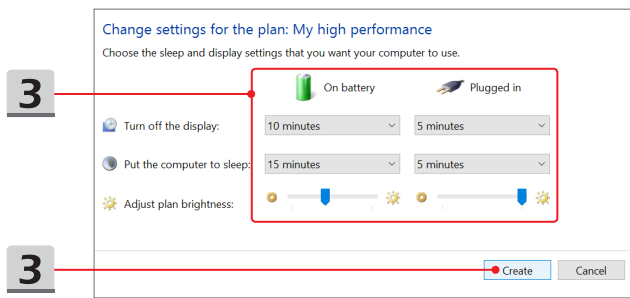 Change settings for the plan: My high performance
Choose the sleep and display settings that you want your computer to use.
3
On battery Plugged in
Turn off the display: 10 minutes 5 minutes
Put the computer to sleep: 15 minutes 5 minutes
Adjust plan brightness:
3
Create Cancel